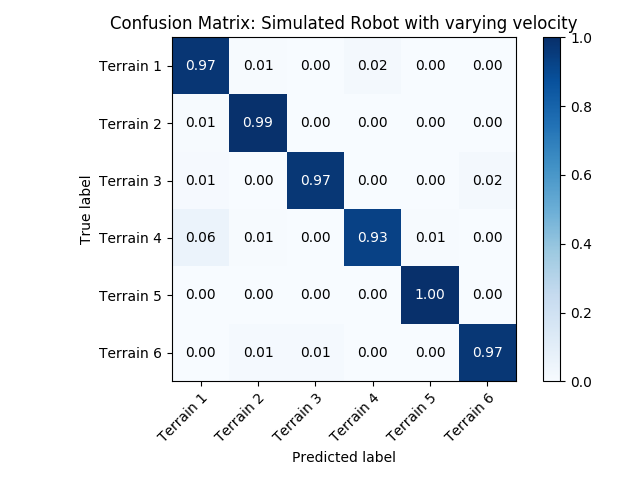 Confusion Matrix: Simulated Robot with varying velocity
1.0
Terrain 1 0.97 0.01 0.00 0.02 0.00 0.00
0.8
Terrain 2 0.01 0.99 0.00 0.00 0.00 0.00
Terrain 3 0.01 0.00 0.97 0.00 0.00 0.02
0.6
True label
Terrain 4 0.06 0.01 0.00 0.93 0.01 0.00
0.4
Terrain 5 0.00 0.00 0.00 0.00 1.00 0.00
0.2
Terrain 6 0.00 0.01 0.01 0.00 0.00 0.97
0.0
Terrain 1 Terrain 2 Terrain 3 Terrain 4 Terrain 5 Terrain 6
Predicted label